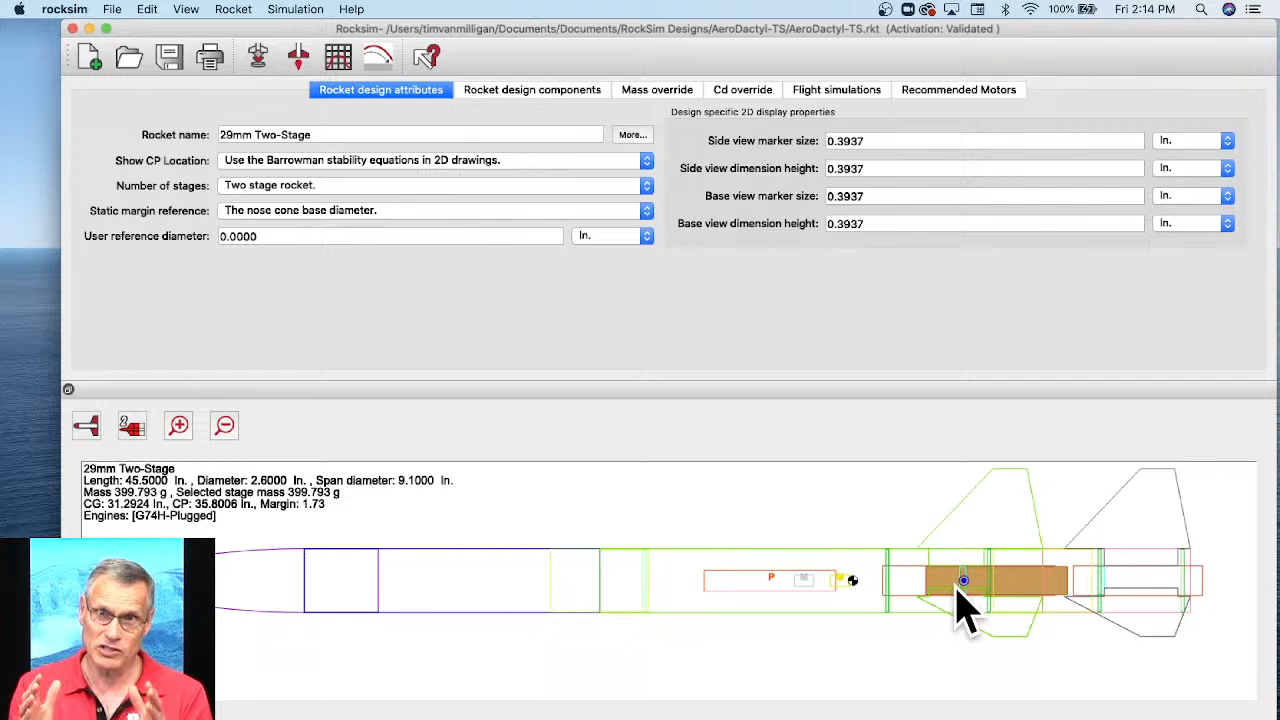 rocksim File Edit View Rocket Simulation Window Help 100% Fri 2:14 PM
Rocksim- /Users/timvanmilligan/Documents/Documents/RockSim Designs/AeroDactyl-TS/AeroDactyl-TS.rkt (Activation: Validated )
Rocket design attributes Rocket design components Mass override Cd override Flight simulations Recommended Motors
Design specific 2D display properties
Rocket name: 29mm Two-Stage More...
Side view marker size: 0.3937 In.
Show CP Location: Use the Barrowman stability equations in 2D drawings.
Side view dimension height: 0.3937 In.
Number of stages: Two stage rocket.
Base view marker size: 0.3937 In.
Static margin reference: The nose cone base diameter.
Base view dimension height: 0.3937 In.
User reference diameter: 0.0000 In.
2
29mm Two-Stage
Length: 45.5000 In. , Diameter: 2.6000 In. , Span diameter: 9.1000 In.
Mass 399.793 g , Selected stage mass 399.793 g
CG: 31.2924 In., CP: 35.8006 In., Margin: 1.73
Engines: [G74H-Plugged]
P M M